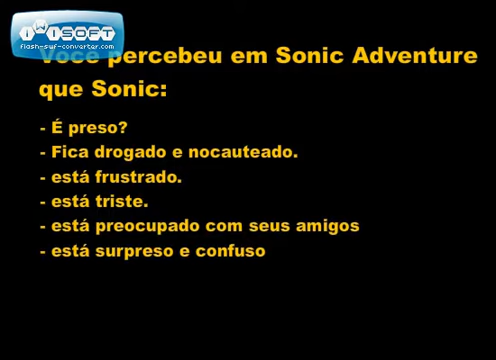 iWiSOFT
flash-swf-converter.com
Você percebeu em Sonic Adventure
que Sonic:
- É preso?
- Fica drogado e nocauteado.
- está frustrado.
- está triste.
- está preocupado com seus amigos
- está surpreso e confuso